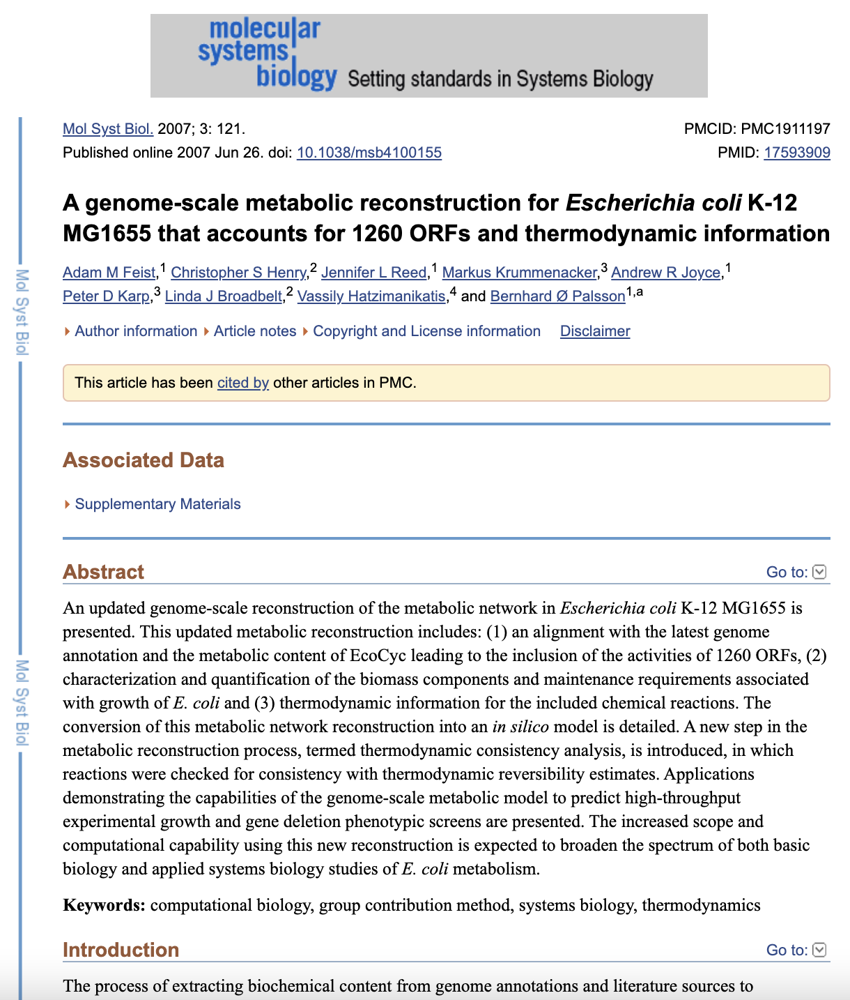 molecular
systems
biology Setting standards in Systems Biology
Mol Syst Biol. 2007; 3: 121.
PMCID: PMC1911197
Published online 2007 Jun 26. doi: 10.1038/msb4100155
PMID: 17593909
A genome-scale metabolic reconstruction for Escherichia coli K-12
MG1655 that accounts for 1260 ORFs and thermodynamic information
Adam M Feist,1 Christopher S Henry,2 Jennifer L Reed,1 Markus Krummenacker,3 Andrew R Joyce,1
Peter D Karp,3 Linda J Broadbelt,2 Vassily Hatzimanikatis,4 and Bernhard Ø Palsson1,a
Author information Article notes Copyright and License information Disclaimer
This article has been cited by other articles in PMC.
Associated Data
Supplementary Materials
Abstract
Go to:
An updated genome-scale reconstruction of the metabolic network in Escherichia coli K-12 MG1655 is
presented. This updated metabolic reconstruction includes: (1) an alignment with the latest genome
annotation and the metabolic content of EcoCyc leading to the inclusion of the activities of 1260 ORFs, (2)
characterization and quantification of the biomass components and maintenance requirements associated
with growth of E. coli and (3) thermodynamic information for the included chemical reactions. The
conversion of this metabolic network reconstruction into an in silico model is detailed. A new step in the
metabolic reconstruction process, termed thermodynamic consistency analysis, is introduced, in which
reactions were checked for consistency with thermodynamic reversibility estimates. Applications
demonstrating the capabilities of the genome-scale metabolic model to predict high-throughput
experimental growth and gene deletion phenotypic screens are presented. The increased scope and
computational capability using this new reconstruction is expected to broaden the spectrum of both basic
biology and applied systems biology studies of E. coli metabolism.
Keywords: computational biology, group contribution method, systems biology, thermodynamics
Introduction
Go to:
The process of extracting biochemical content from genome annotations and literature sources to
Mol Syst Biol
Mol Syst Biol